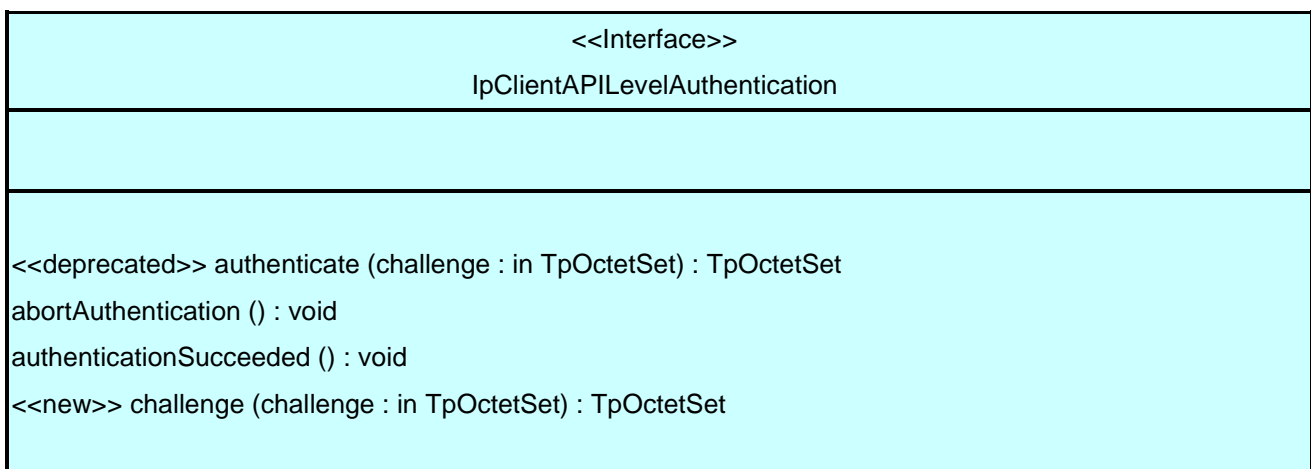 <<Interface>>
IpClientAPILevelAuthentication
<<deprecated>> authenticate (challenge : in TpOctetSet) : TpOctetSet
abortAuthentication () : void
authenticationSucceeded () : void
<<new>> challenge (challenge : in TpOctetSet) : TpOctetSet